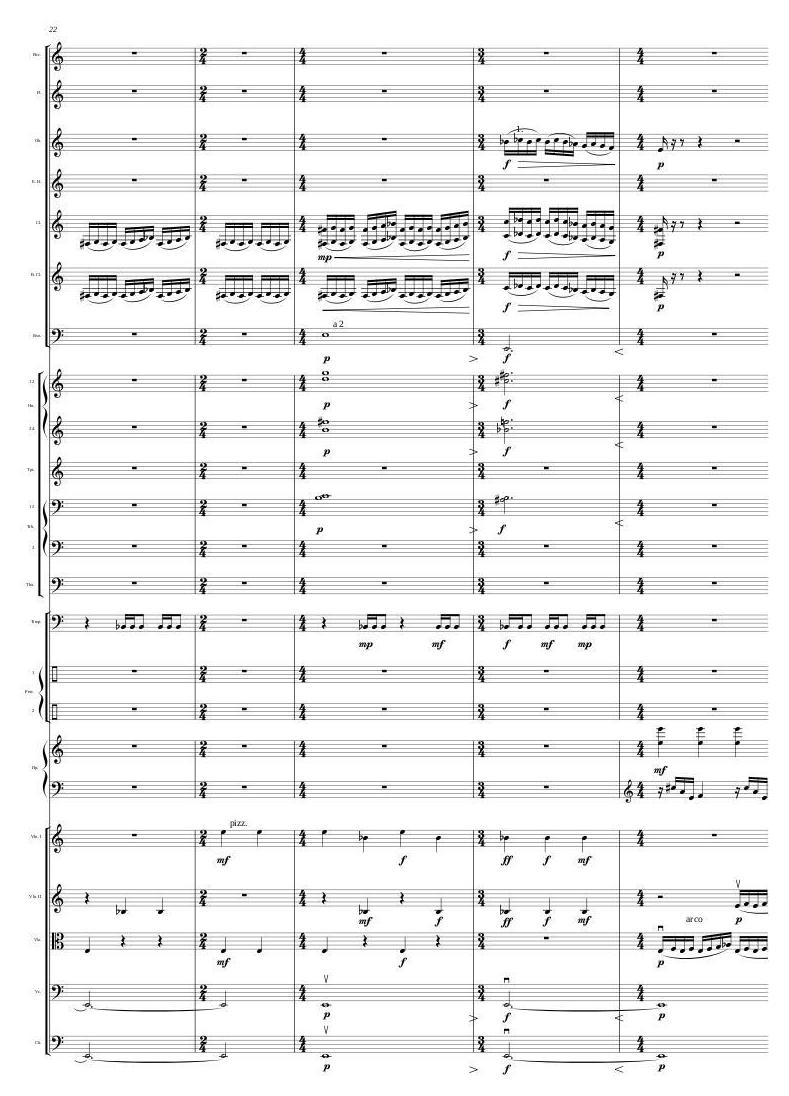 22
Picc.
Fl.
Ob.
1.
f
p
E. H.
Cl.
mp
f
p
B. Cl.
f
p
Bsn.
a 2
p
f
1 2
p
f
Hn.
3 4
p
f
Tpt.
1 2
p
f
Tbn.
3
Tba.
Timp.
mp
mf
f
mf
mp
1
Perc.
2
mf
Hp.
Vln. I
pizz.
mf
f
ff
f
mf
Vln. II
mf
f
ff
f
mf
p
Vla.
arco
mf
f
p
Vc.
p
f
p
Cb.
p
f
p